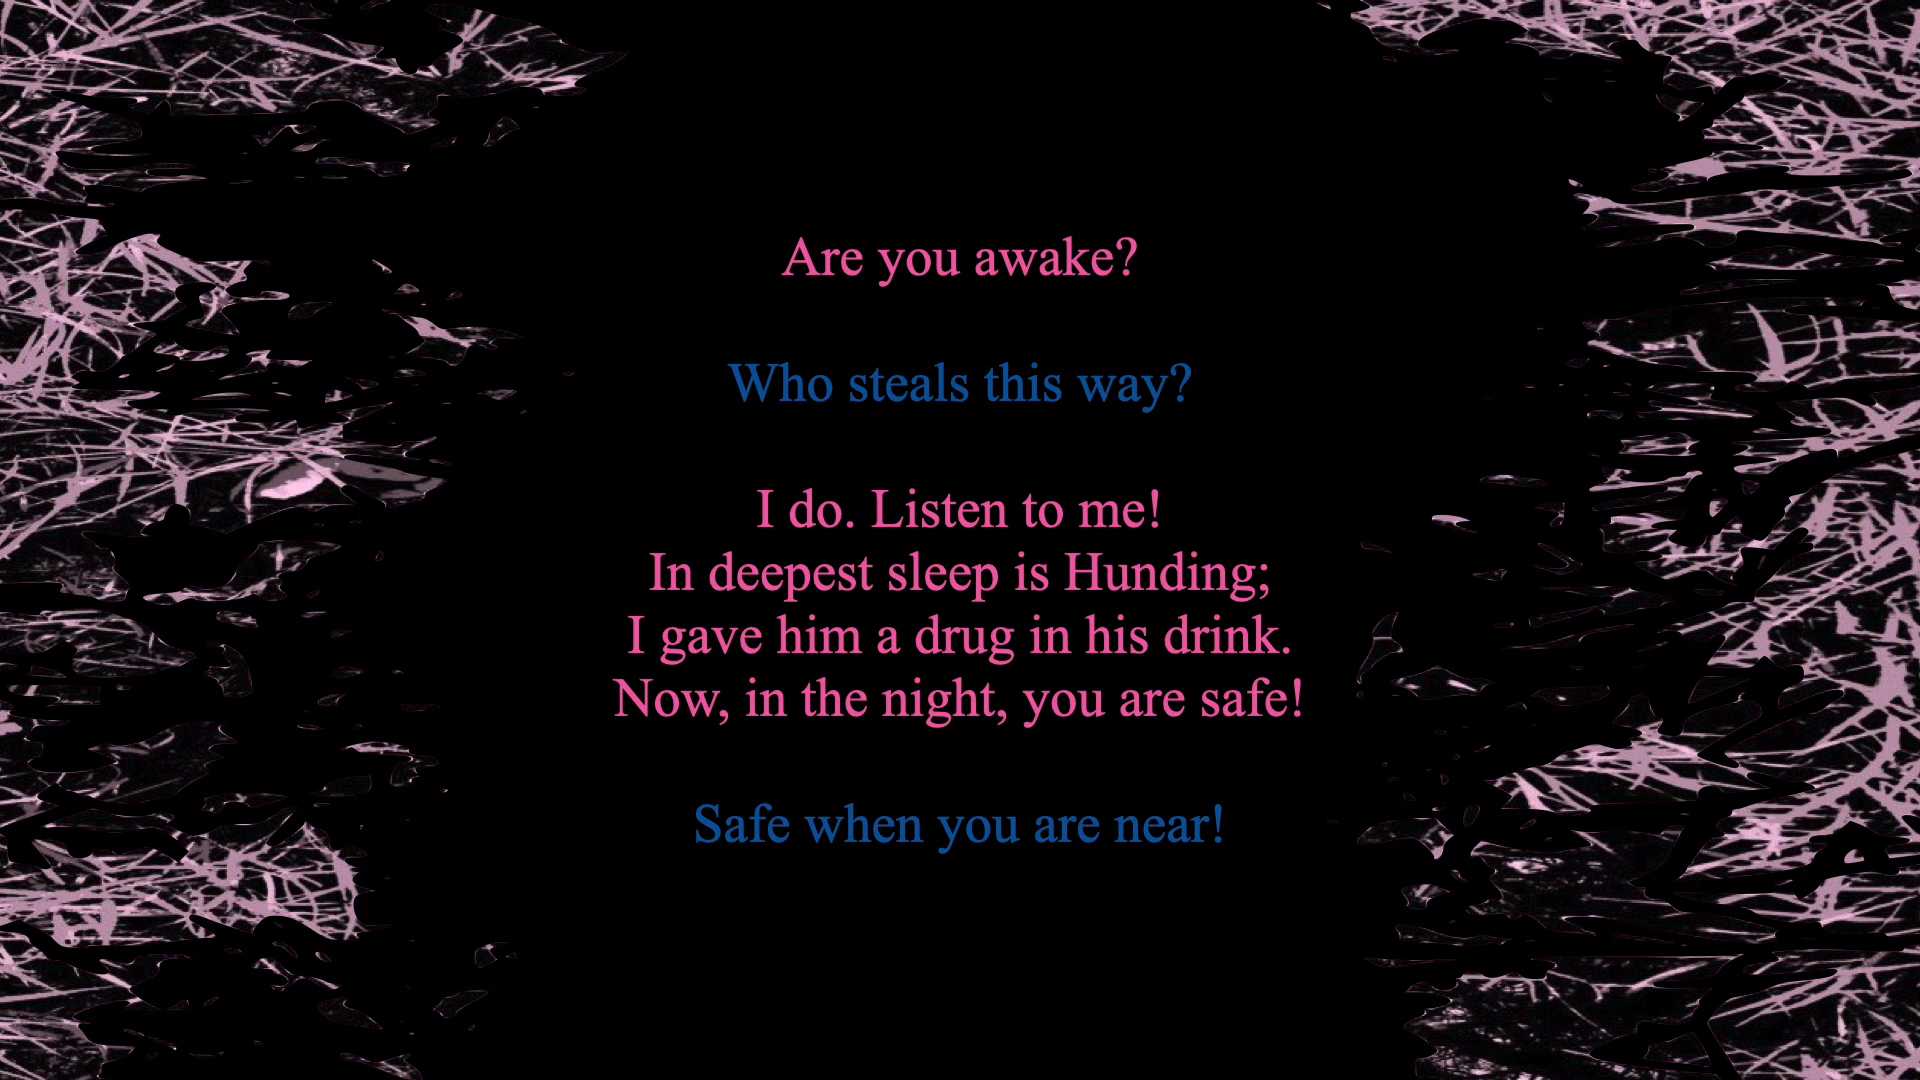 Are you awake?
Who steals this way?
I do. Listen to me!
In deepest sleep is Hunding;
I gave him a drug in his drink.
Now, in the night, you are safe!
Safe when you are near!